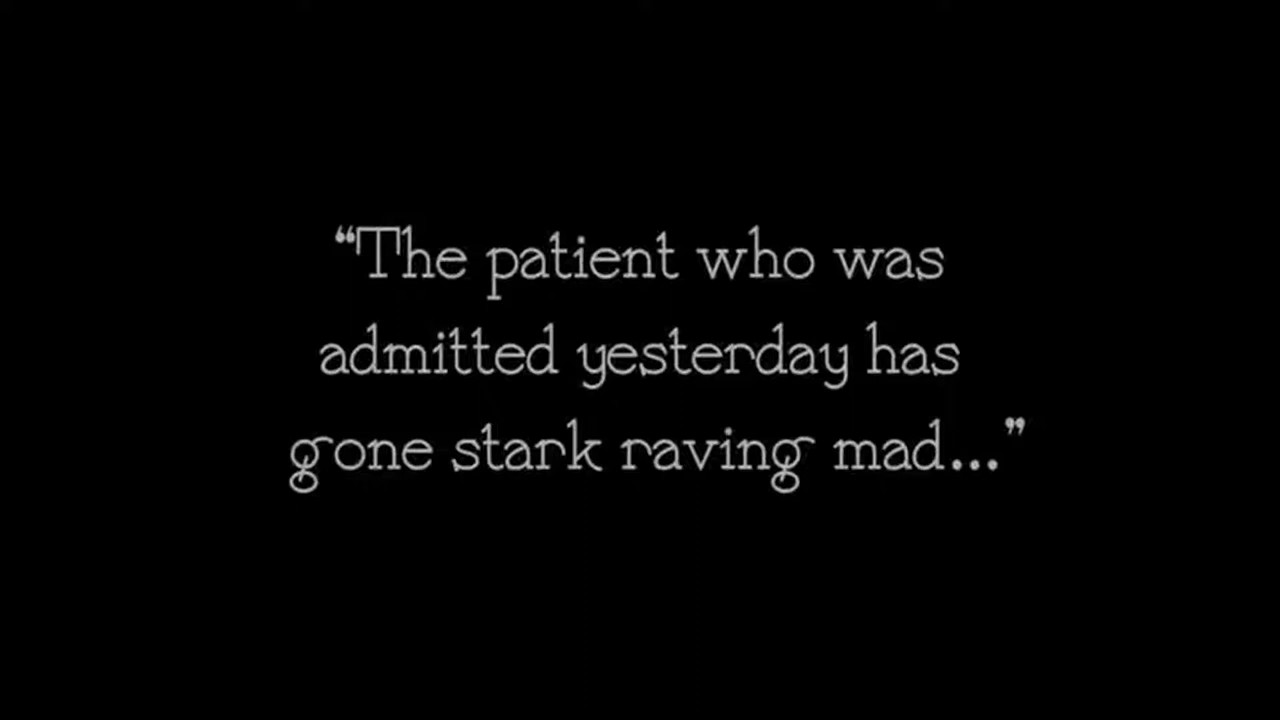 “The patient who was
admitted yesterday has
gone stark raving mad...”